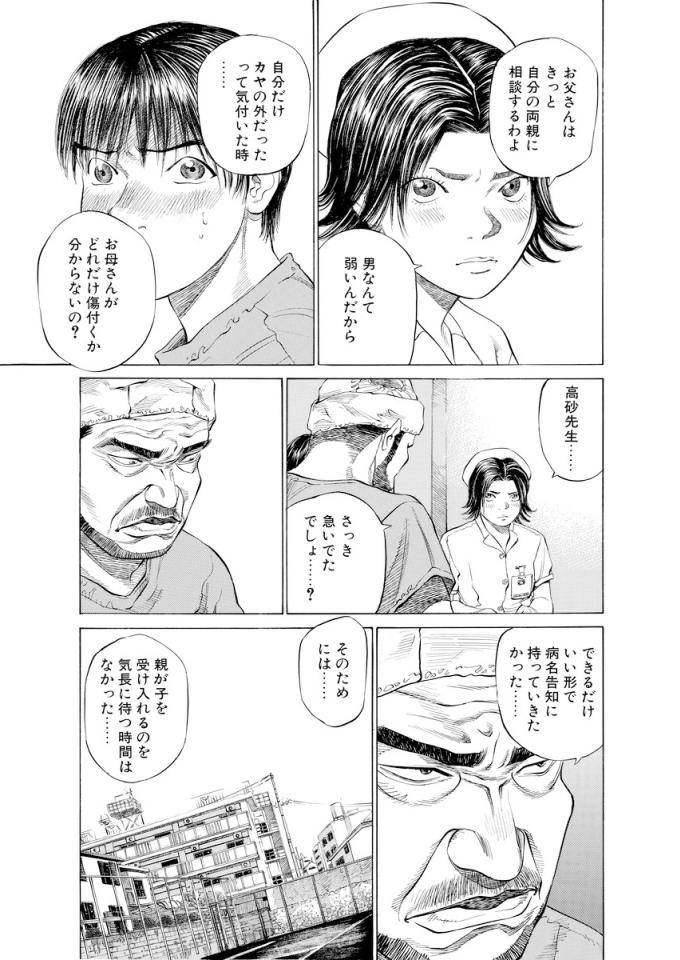 お父さんは
きっと
自分の両親に
相談するわよ
男なんて
弱いんだから
自分だけ
カヤの外だった
って気付いた時
……
お母さんが
どれだけ傷付くか
分からないの？
高砂先生……
さっき
急いでた
でしょ……？
できるだけ
いい形で
病名告知に
持っていきた
かった……
そのため
には……
親が子を
受け入れるのを
気長に待つ時間は
なかった……